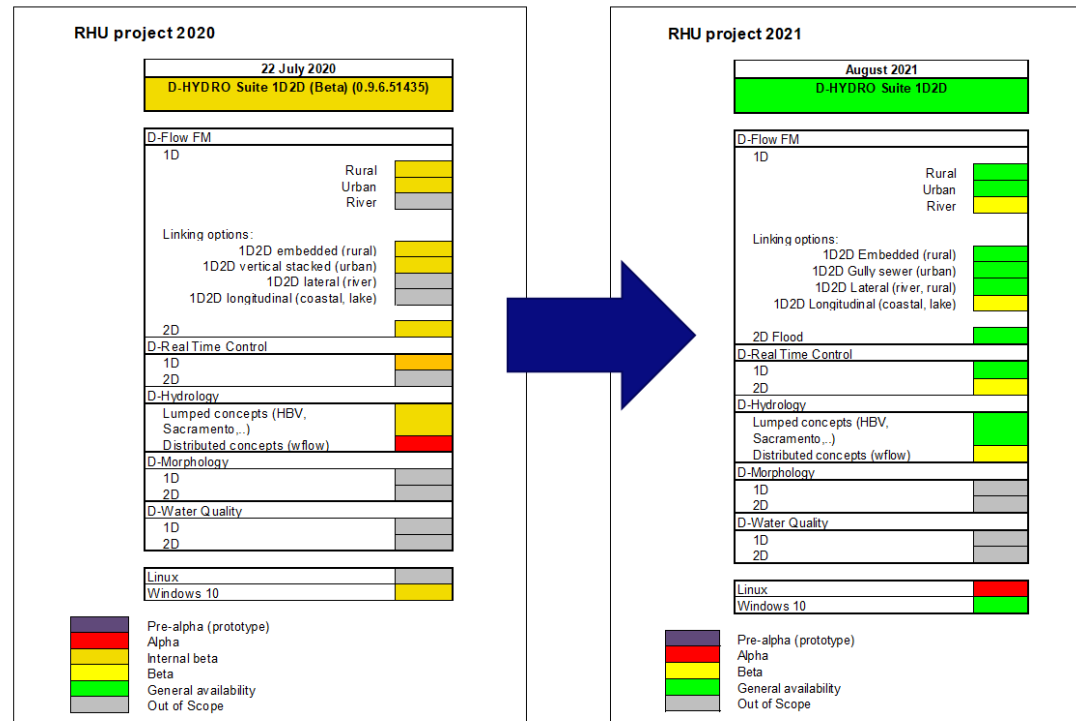 RHU project 2020
22 July 2020
D-HYDRO Suite 1D2D (Beta) (0.9.6.51435)
D-Flow FM
1D
Rural
Urban
River
Linking options:
1D2D embedded (rural)
1D2D vertical stacked (urban)
1D2D lateral (river)
1D2D longitudinal (coastal, lake)
2D
D-Real Time Control
1D
2D
D-Hydrology
Lumped concepts (HBV,
Sacramento,..)
Distributed concepts (wflow)
D-Morphology
1D
2D
D-Water Quality
1D
2D
Linux
Windows 10
Pre-alpha (prototype)
Alpha
Internal beta
Beta
General availability
Out of Scope
RHU project 2021
August 2021
D-HYDRO Suite 1D2D
D-Flow FM
1D
Rural
Urban
River
Linking options:
1D2D Embedded (rural)
1D2D Gully sewer (urban)
1D2D Lateral (river, rural)
1D2D Longitudinal (coastal, lake)
2D Flood
D-Real Time Control
1D
2D
D-Hydrology
Lumped concepts (HBV,
Sacramento,..)
Distributed concepts (wflow)
D-Morphology
1D
2D
D-Water Quality
1D
2D
Linux
Windows 10
Pre-alpha (prototype)
Alpha
Beta
General availability
Out of Scope